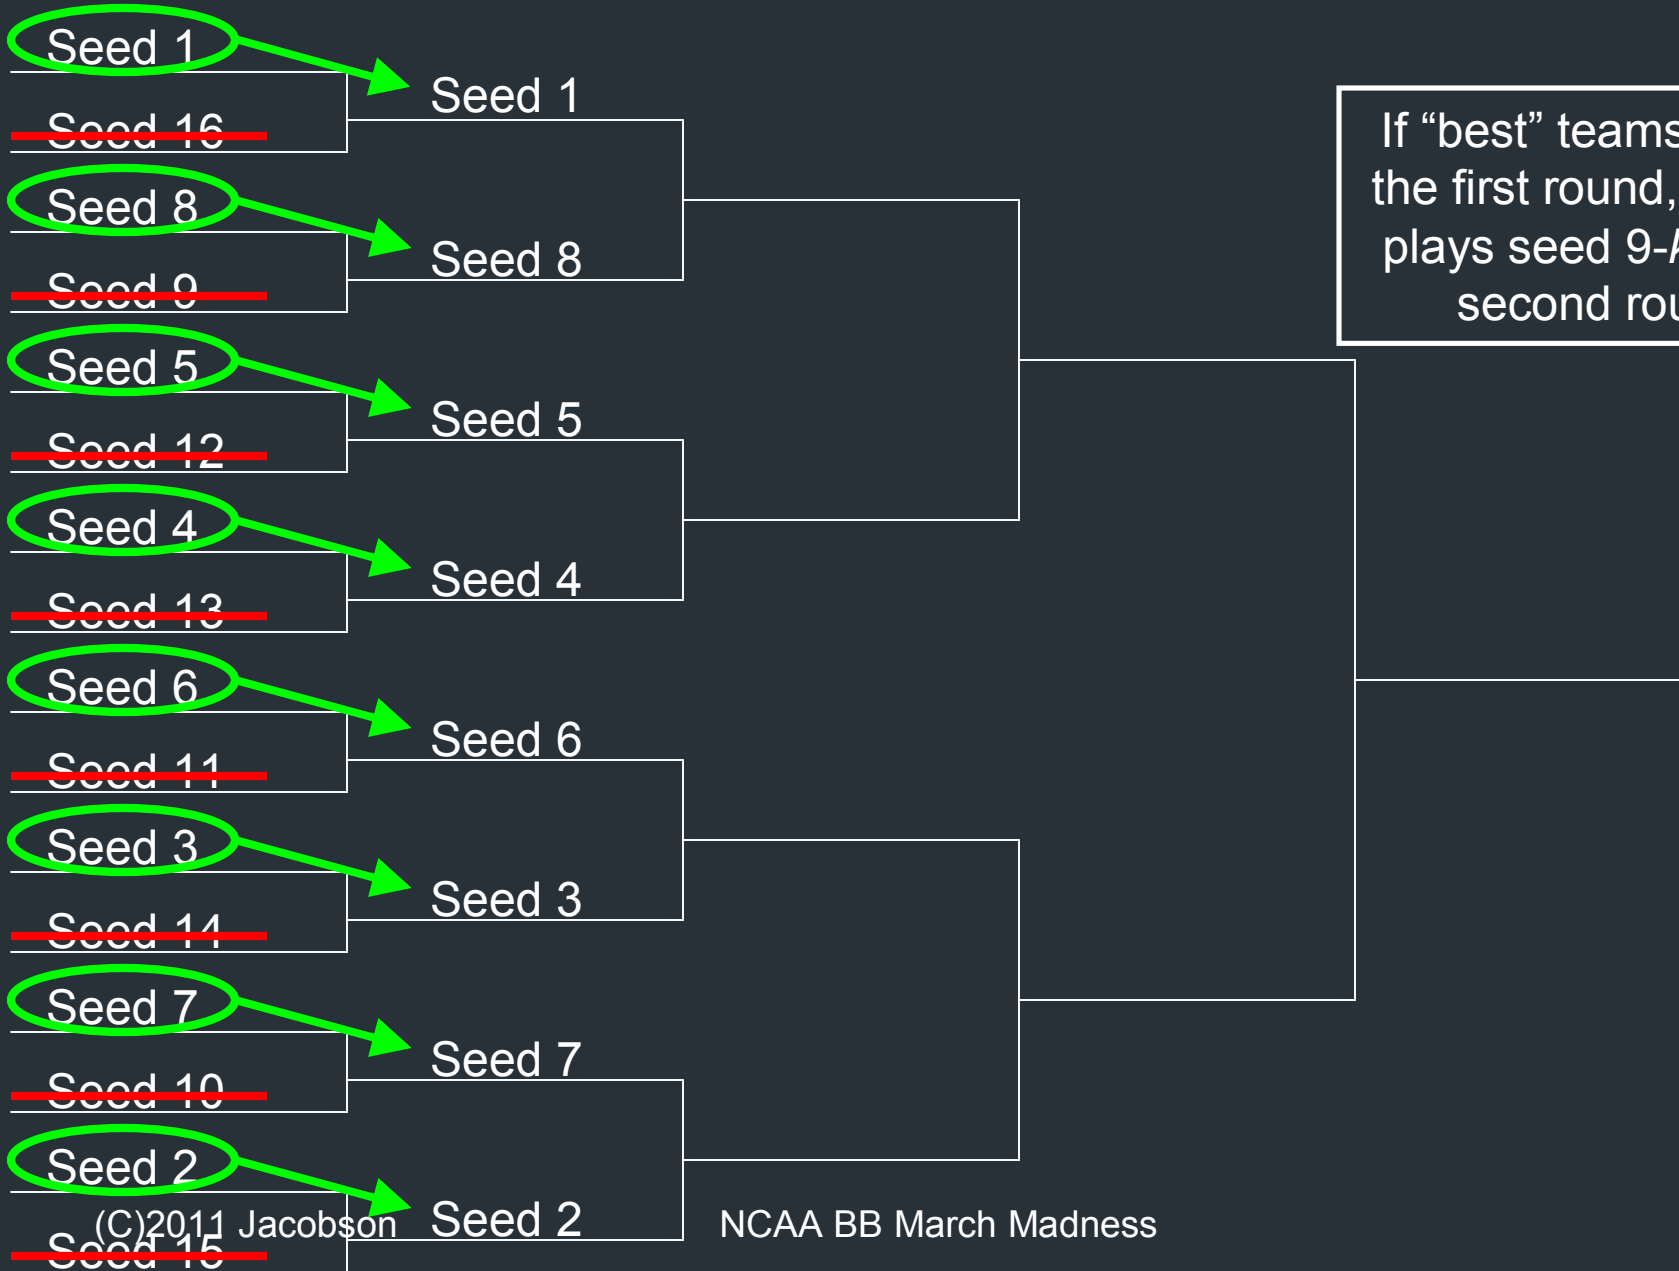 Seed 1
Seed 16
Seed 8
Seed 9
Seed 5
Seed 12
Seed 4
Seed 13
Seed 6
Seed 11
Seed 3
Seed 14
Seed 7
Seed 10
Seed 2
Seed 15
Seed 1
Seed 8
Seed 5
Seed 4
Seed 6
Seed 3
Seed 7
Seed 2
If “best” teams
the first round,
plays seed 9-k
second rou
(C)2011 Jacobson
NCAA BB March Madness